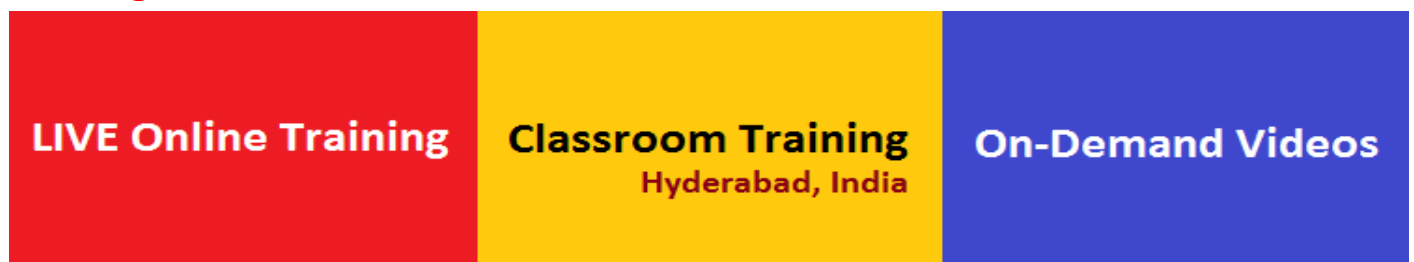 LIVE Online Training
Classroom Training
Hyderabad, India
On-Demand Videos